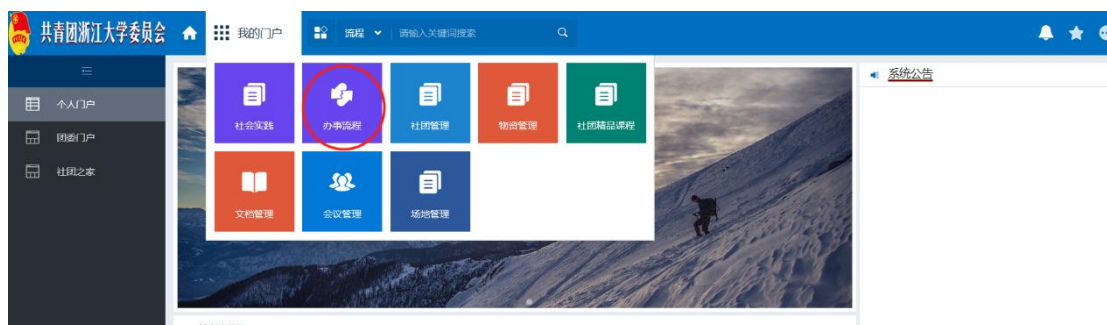 共青团浙江大学委员会
我的门户
流程
请输入关键词搜索
个人门户
团委门户
社团之家
社会实践
办事流程
社团管理
物资管理
社团精品课程
文档管理
会议管理
场地管理
系统公告